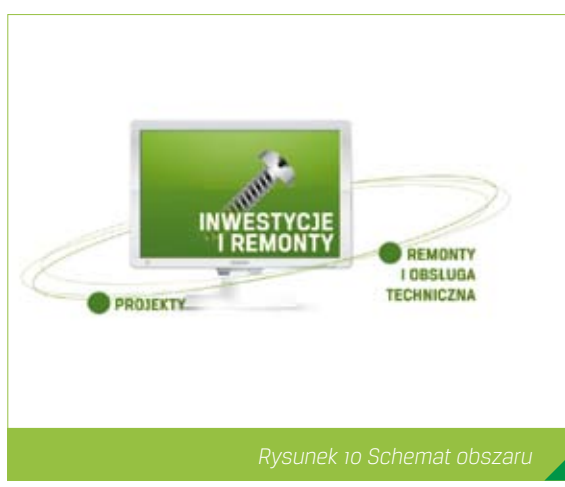 INWESTYCJE
I REMONTY
REMONTY
I OBSŁUGA
TECHNICZNA
PROJEKTY
Rysunek 10 Schemat obszaru